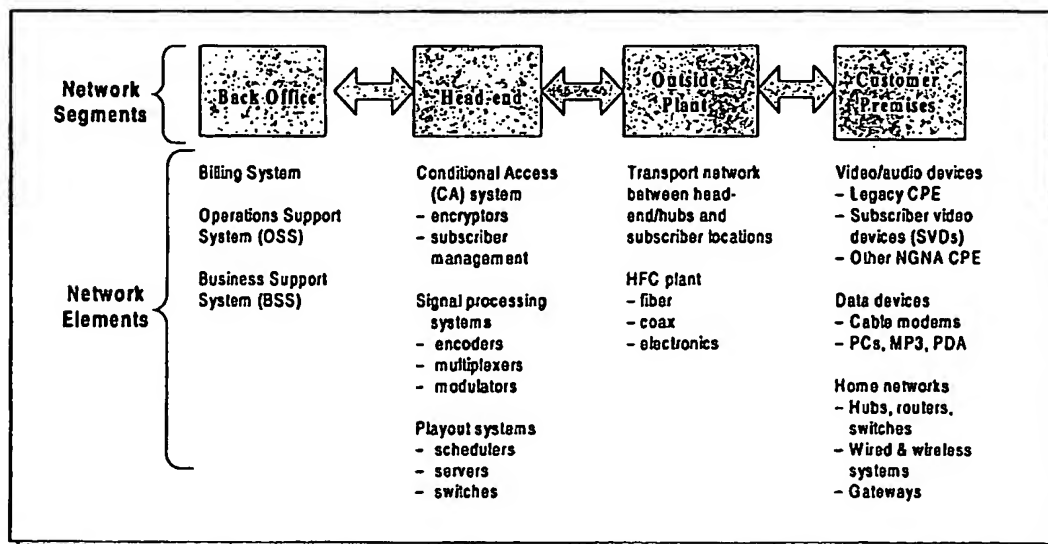 Network
Segments
Back Office
Head-end
Outside
Plant
Customer
Premises
Network
Elements
Billing System
Operations Support
System (OSS)
Business Support
System (BSS)
Conditional Access
(CA) system
– encryptors
– subscriber
management
Signal processing
systems
– encoders
– multiplexers
– modulators
Playout systems
– schedulers
– servers
– switches
Transport network
between head-
end/hubs and
subscriber locations
HFC plant
– fiber
– coax
– electronics
Video/audio devices
– Legacy CPE
– Subscriber video
devices (SVDs)
– Other NGNA CPE
Data devices
– Cable modems
– PCs, MP3, PDA
Home networks
– Hubs, routers,
switches
– Wired & wireless
systems
– Gateways